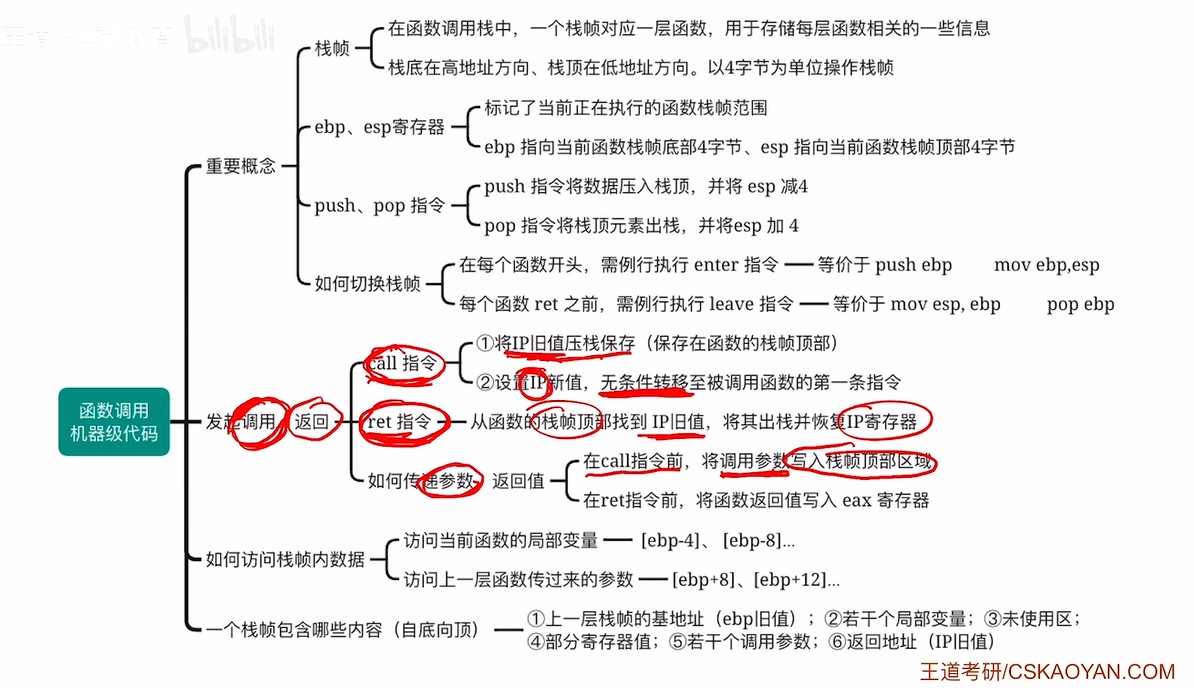 bilibili
栈帧
在函数调用栈中，一个栈帧对应一层函数，用于存储每层函数相关的一些信息
栈底在高地址方向、栈顶在低地址方向。以4字节为单位操作栈帧
ebp、esp寄存器
标记了当前正在执行的函数栈帧范围
ebp 指向当前函数栈帧底部4字节、esp 指向当前函数栈帧顶部4字节
重要概念
push、pop 指令
push 指令将数据压入栈顶，并将 esp 减4
pop 指令将栈顶元素出栈，并将esp 加 4
如何切换栈帧
在每个函数开头，需例行执行 enter 指令
等价于 push ebp mov ebp,esp
每个函数 ret 之前，需例行执行 leave 指令
等价于 mov esp, ebp pop ebp
函数调用
机器级代码
发起调用、返回
call 指令
①将IP旧值压栈保存（保存在函数的栈帧顶部）
②设置IP新值，无条件转移至被调用函数的第一条指令
ret 指令
从函数的栈帧顶部找到 IP旧值，将其出栈并恢复IP寄存器
如何传递参数、返回值
在call指令前，将调用参数写入栈帧顶部区域
在ret指令前，将函数返回值写入 eax 寄存器
如何访问栈帧内数据
访问当前函数的局部变量
[ebp-4]、 [ebp-8]...
访问上一层函数传过来的参数
[ebp+8]、[ebp+12]...
一个栈帧包含哪些内容（自底向顶）
①上一层栈帧的基地址（ebp旧值）；②若干个局部变量；③未使用区；
④部分寄存器值；⑤若干个调用参数；⑥返回地址（IP旧值）
王道考研/CSKAOYAN.COM